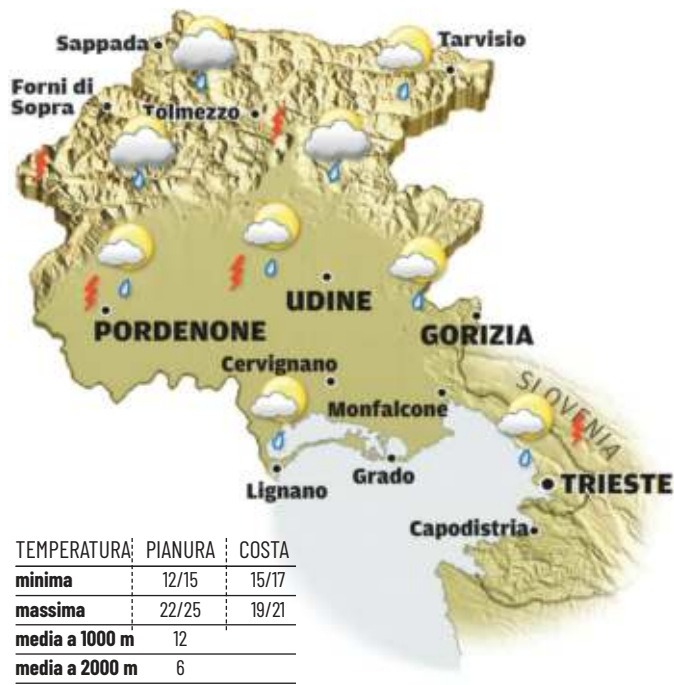 Sappada
Tarvisio
Forni di
Sopra
Tolmezzo
UDINE
PORDENONE
GORIZIA
Cervignano
SLOVENIA
Monfalcone
Grado
Lignano
TRIESTE
Capodistria
TEMPERATURA PIANURA COSTA
minima 12/15 15/17
massima 22/25 19/21
media a 1000 m 12
media a 2000 m 6